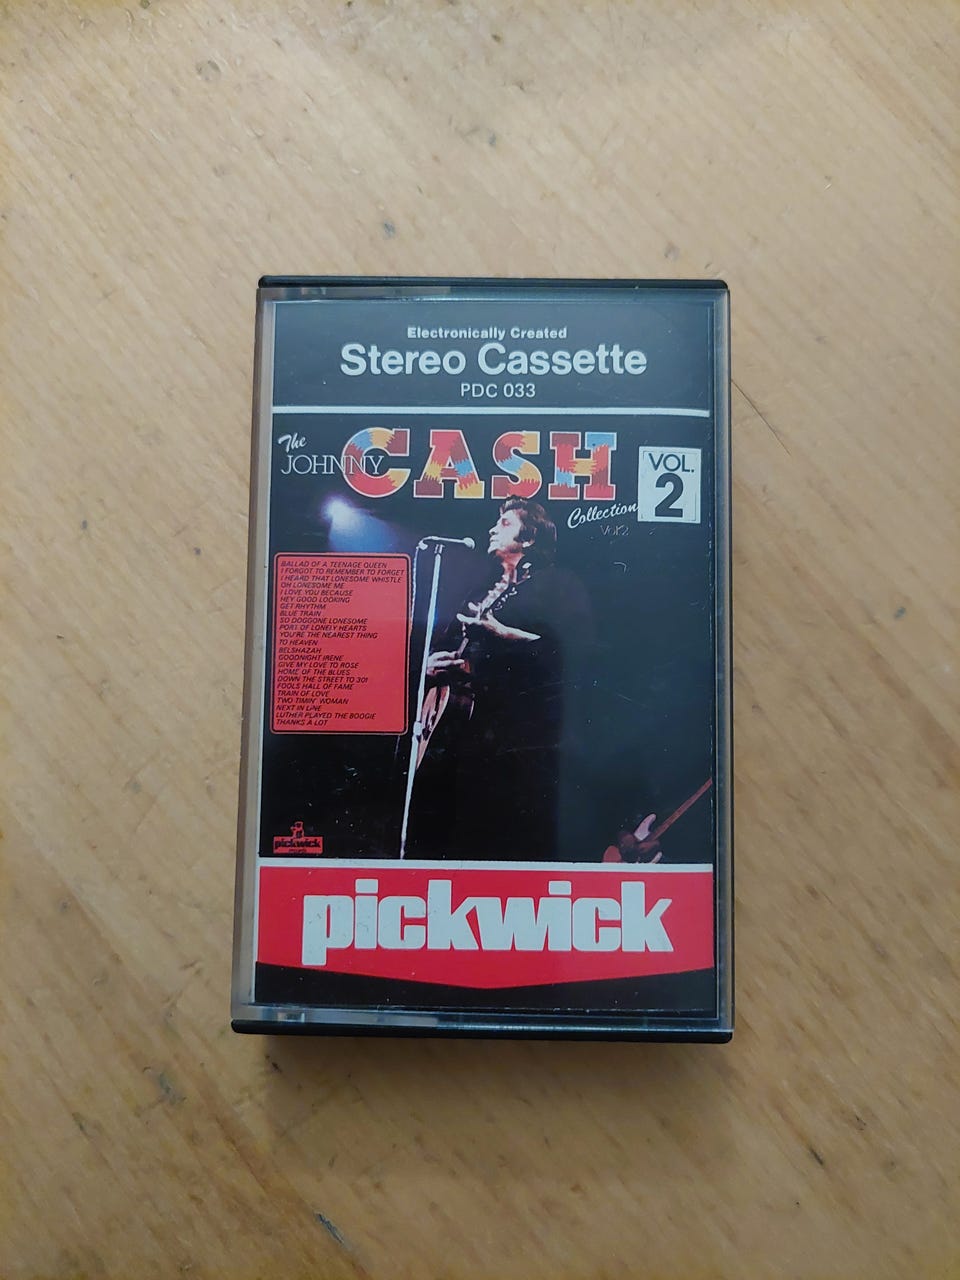 Electronically Created
Stereo Cassette
PDC 033
The
JOHNNY CASH
Collection
Vol 2
VOL.
2
BALLAD OF A TEENAGE QUEEN
I FORGOT TO REMEMBER TO FORGET
I HEARD THAT LONESOME WHISTLE
OH LONESOME ME
I LOVE YOU BECAUSE
HEY GOOD LOOKING
GET RHYTHM
BLUE TRAIN
SO DOGGONE LONESOME
PORT OF LONELY HEARTS
YOU'RE THE NEAREST THING
TO HEAVEN
BELSHAZAH
GOODNIGHT IRENE
GIVE MY LOVE TO ROSE
HOME OF THE BLUES
DOWN THE STREET TO 301
FOOLS HALL OF FAME
TRAIN OF LOVE
TWO TIMIN' WOMAN
NEXT IN LINE
LUTHER PLAYED THE BOOGIE
THANKS A LOT
pickwick
pickwick